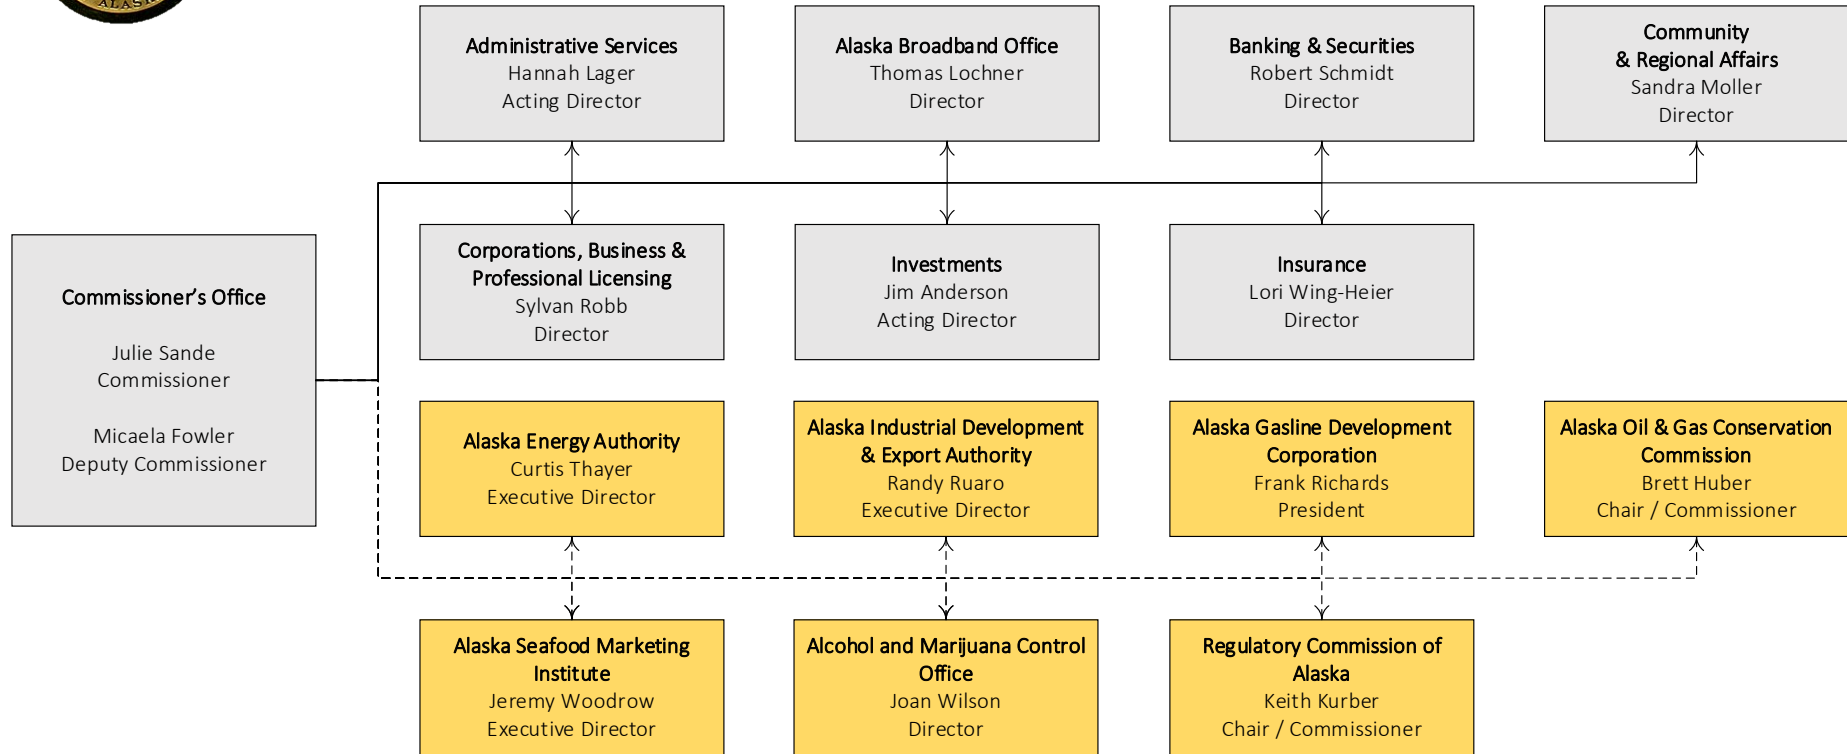 ALASKA
Administrative Services
Hannah Lager
Acting Director
Alaska Broadband Office
Thomas Lochner
Director
Banking & Securities
Robert Schmidt
Director
Community
& Regional Affairs
Sandra Moller
Director
Commissioner’s Office
Julie Sande
Commissioner
Micaela Fowler
Deputy Commissioner
Corporations, Business &
Professional Licensing
Sylvan Robb
Director
Investments
Jim Anderson
Acting Director
Insurance
Lori Wing-Heier
Director
Alaska Energy Authority
Curtis Thayer
Executive Director
Alaska Industrial Development
& Export Authority
Randy Ruaro
Executive Director
Alaska Gasline Development
Corporation
Frank Richards
President
Alaska Oil & Gas Conservation
Commission
Brett Huber
Chair / Commissioner
Alaska Seafood Marketing
Institute
Jeremy Woodrow
Executive Director
Alcohol and Marijuana Control
Office
Joan Wilson
Director
Regulatory Commission of
Alaska
Keith Kurber
Chair / Commissioner